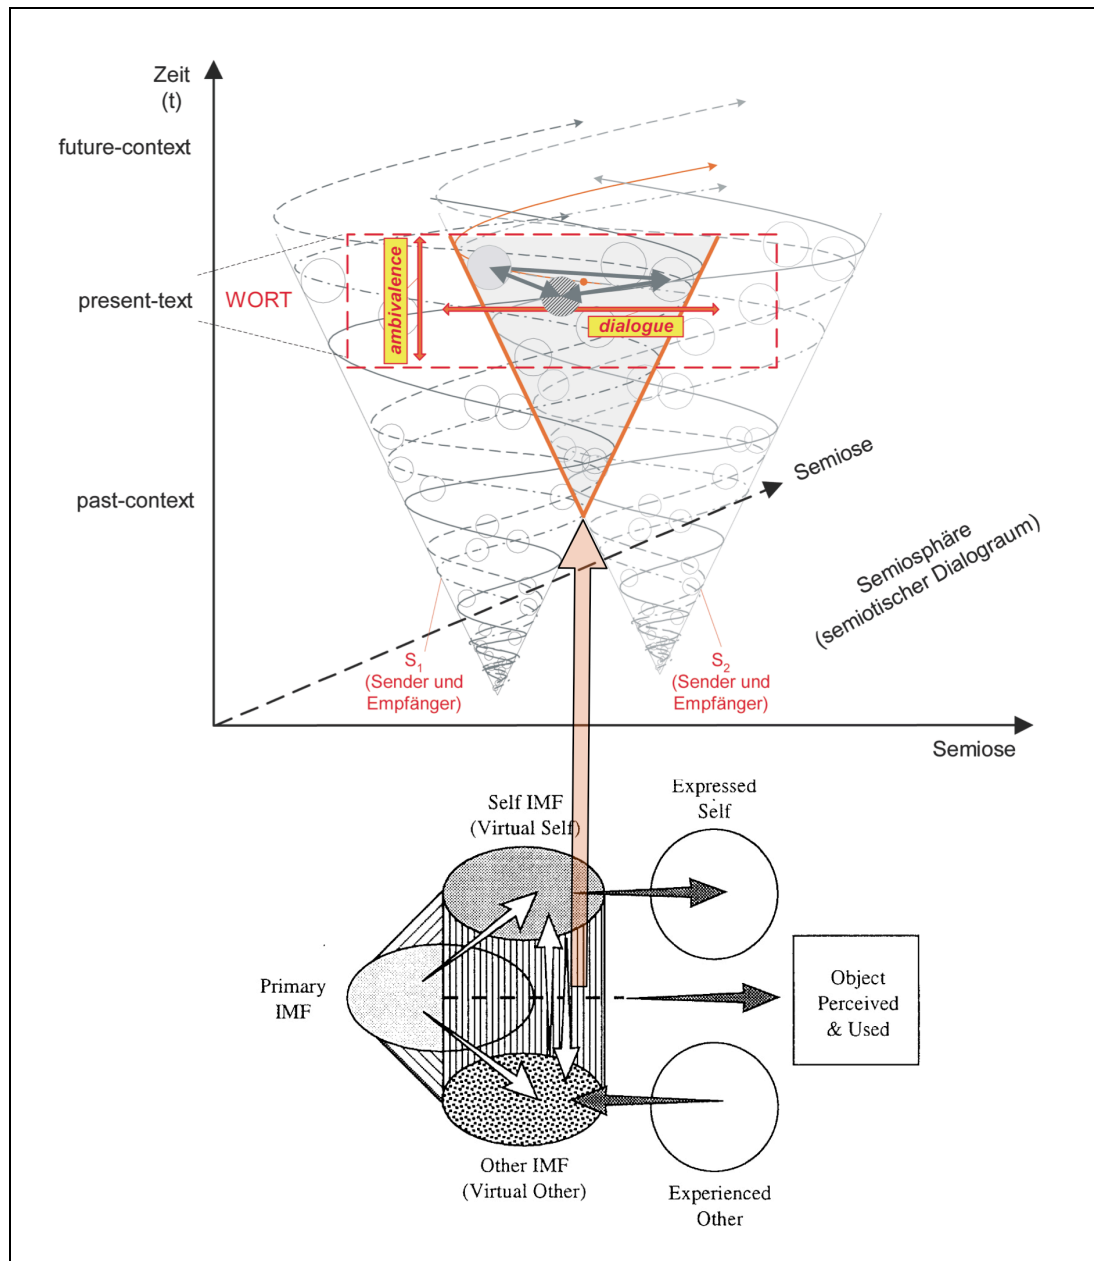 Zeit
(t)
future-context
present-text
WORT
ambivalence
dialogue
past-context
Semiose
Semiosphäre
(semiotischer Dialograum)
S1
(Sender und
Empfänger)
S2
(Sender und
Empfänger)
Semiose
Self IMF
(Virtual Self)
Expressed
Self
Primary
IMF
Object
Perceived
& Used
Other IMF
(Virtual Other)
Experienced
Other